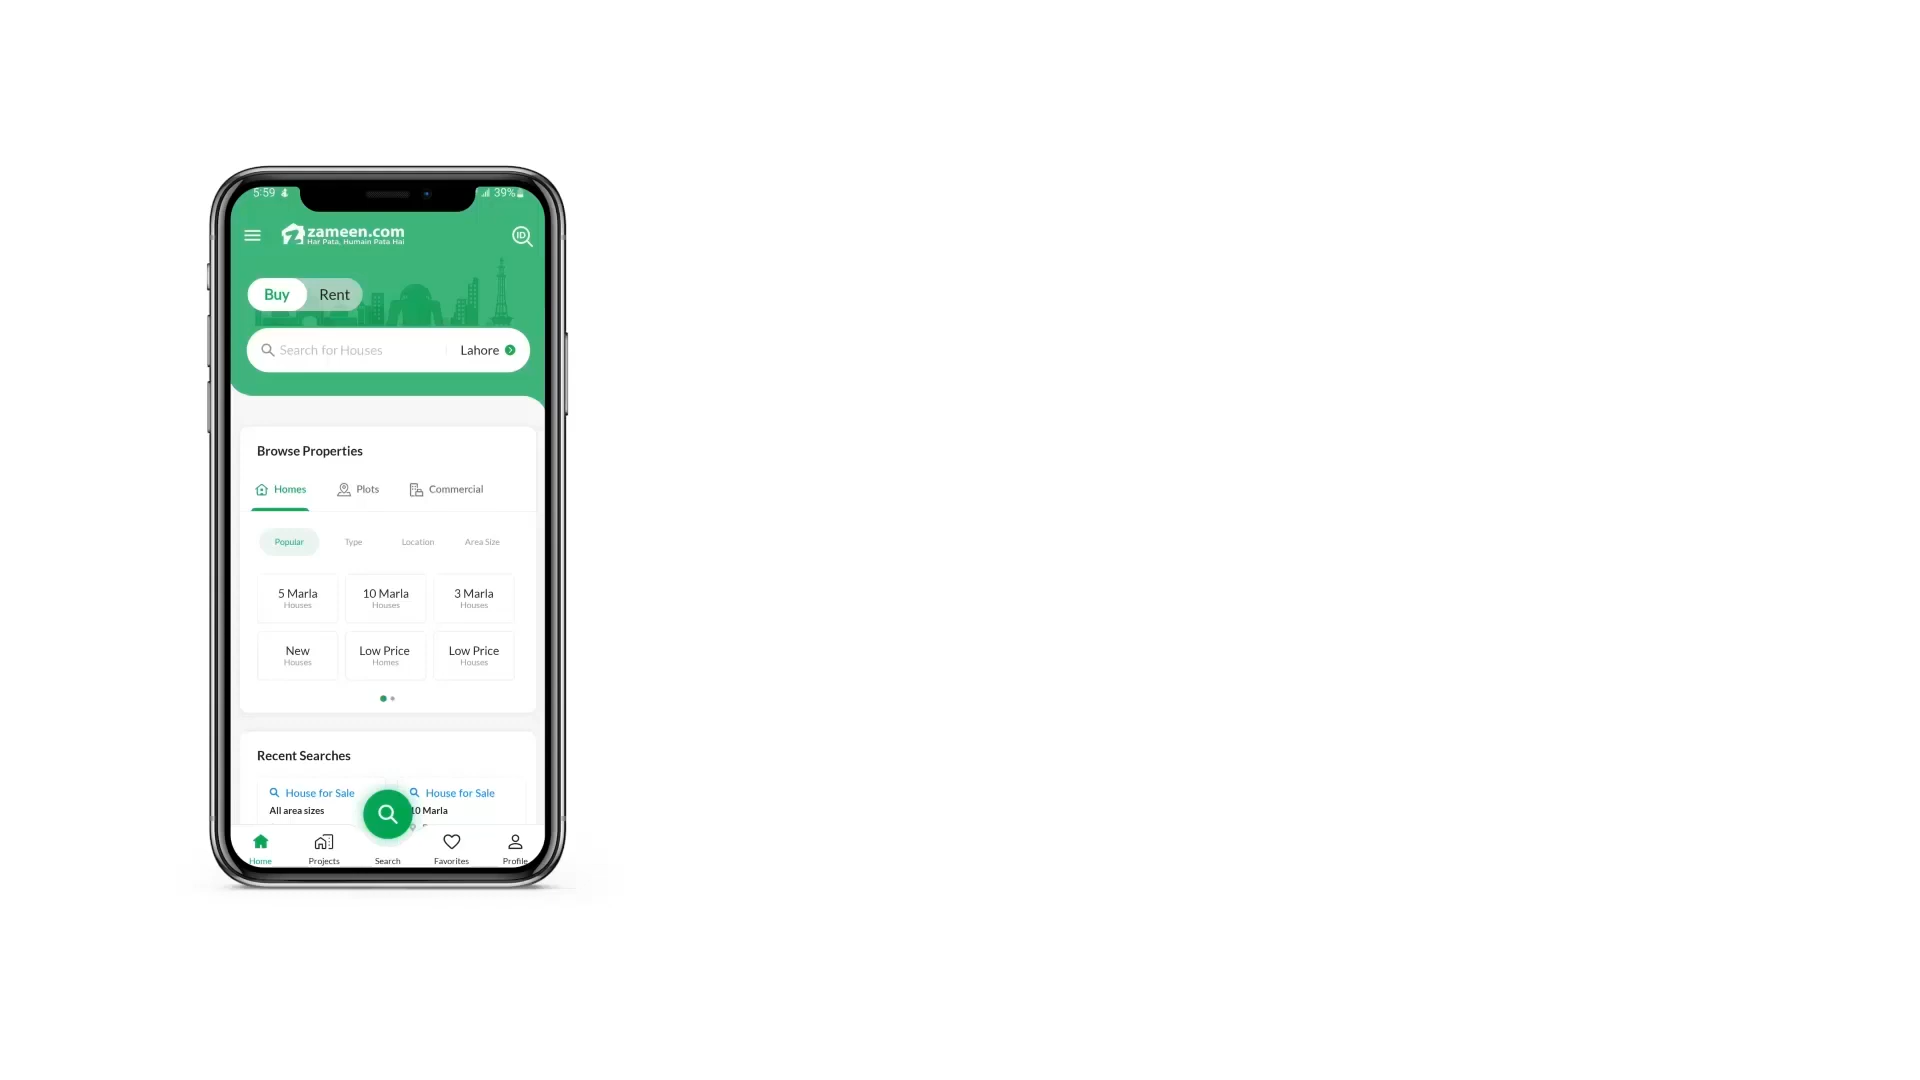 5:59 39%
zameen.com
Har Pata, Humain Pata Hai
ID
Buy Rent
Search for Houses Lahore
Browse Properties
Homes Plots Commercial
Popular Type Location Area Size
5 Marla 10 Marla 3 Marla
Houses Houses Houses
New Low Price Low Price
Houses Homes Houses
Recent Searches
House for Sale House for Sale
All area sizes 10 Marla
Home Projects Search Favorites Profile